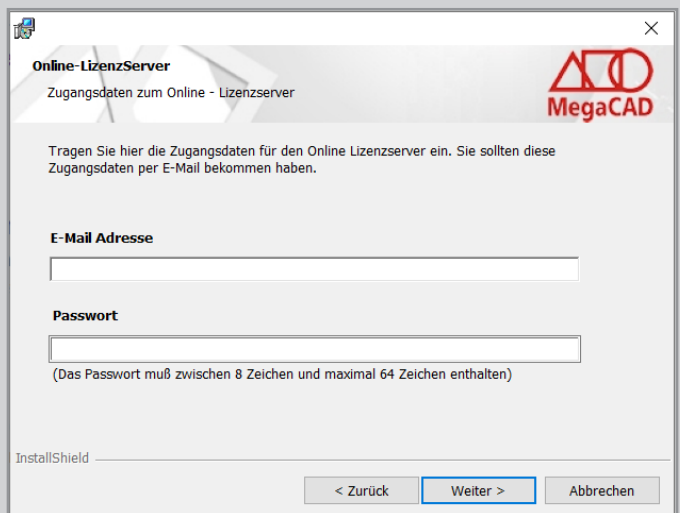 Online-LizenzServer
Zugangsdaten zum Online - Lizenzserver
MegaCAD
Tragen Sie hier die Zugangsdaten für den Online Lizenzserver ein. Sie sollten diese
Zugangsdaten per E-Mail bekommen haben.
E-Mail Adresse
Passwort
(Das Passwort muß zwischen 8 Zeichen und maximal 64 Zeichen enthalten)
InstallShield
< Zurück
Weiter >
Abbrechen